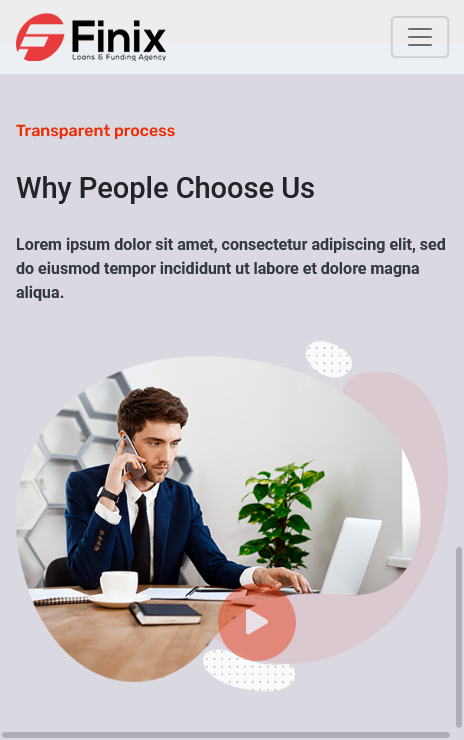 Finix
Loans & Funding Agency
Transparent process
Why People Choose Us
Lorem ipsum dolor sit amet, consectetur adipiscing elit, sed
do eiusmod tempor incididunt ut labore et dolore magna
aliqua.